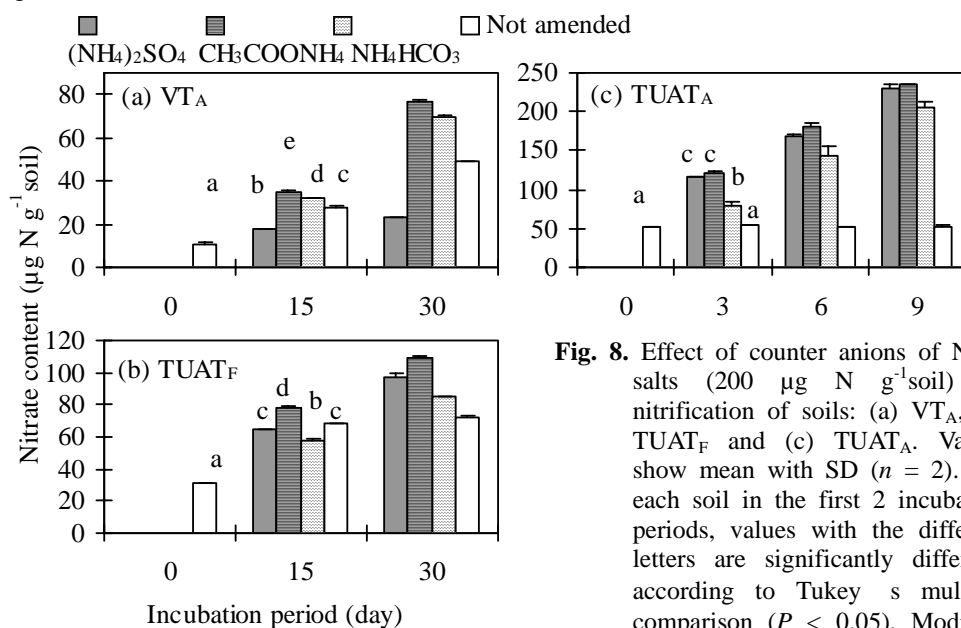 Not amended
(NH4)2SO4 CH3COONH4 NH4HCO3
Nitrate content (µg N g-1 soil)
(a) VTA
80
60
40
20
0
a
b
e
d
c
0 15 30
(b) TUATF
120
100
80
60
40
20
0
a
c
d
b
c
0 15 30
Incubation period (day)
(c) TUATA
250
200
150
100
50
0
a
c
c
b
a
0 3 6 9
Fig. 8. Effect of counter anions of N
salts (200 µg N g-1soil)
nitrification of soils: (a) VTA,
TUATF and (c) TUATA. Va
show mean with SD (n = 2).
each soil in the first 2 incuba
periods, values with the diffe
letters are significantly differ
according to Tukey s mul
comparison (P < 0.05). Mod